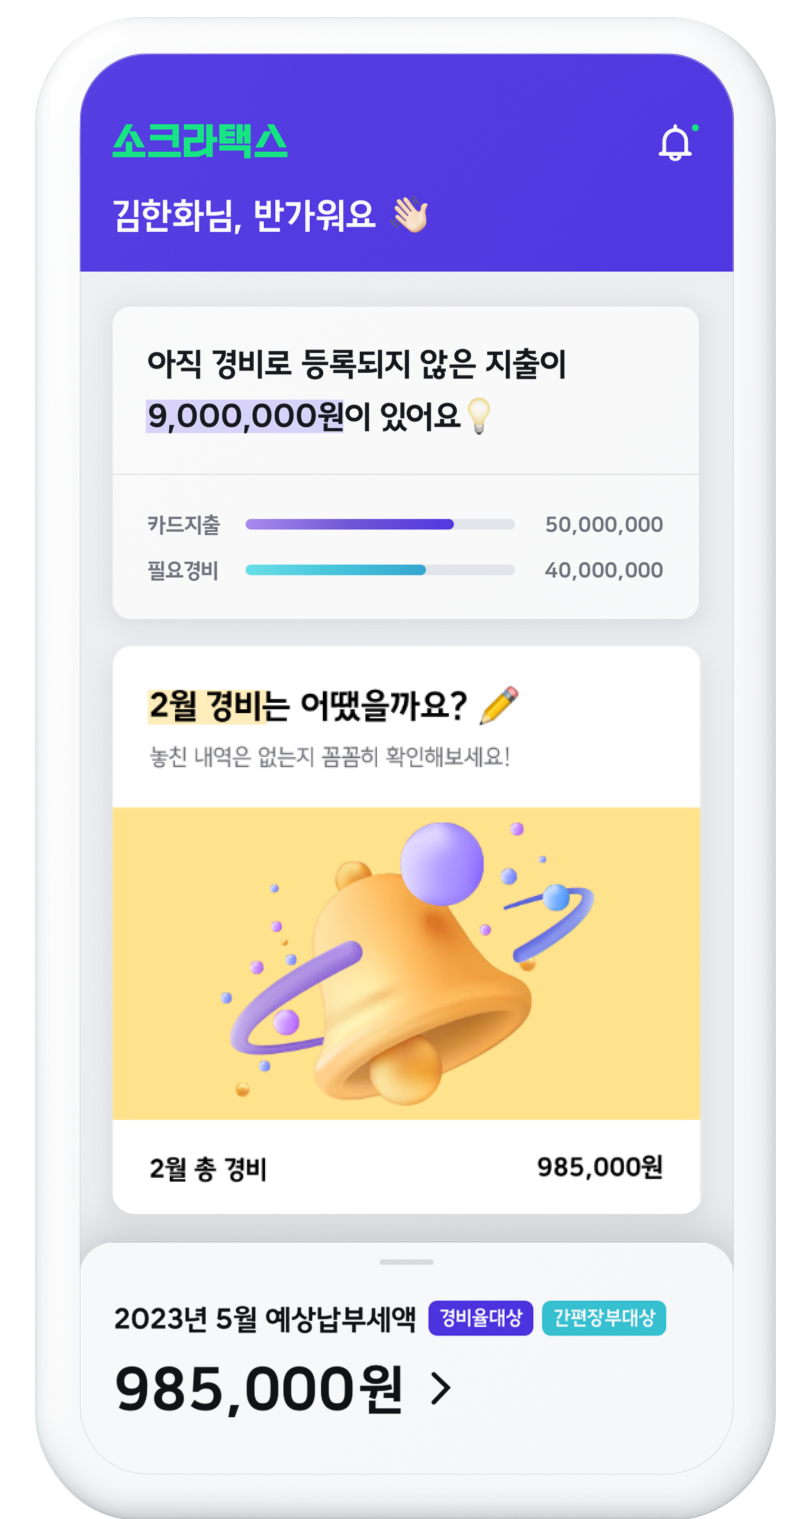 소크라택스
김한화님, 반가워요 👋🏻
아직 경비로 등록되지 않은 지출이
9,000,000원이 있어요💡
카드지출 50,000,000
필요경비 40,000,000
2월 경비는 어땠을까요? ✏️
놓친 내역은 없는지 꼼꼼히 확인해보세요!
2월 총 경비 985,000원
2023년 5월 예상납부세액 경비율대상 간편장부대상
985,000원 >